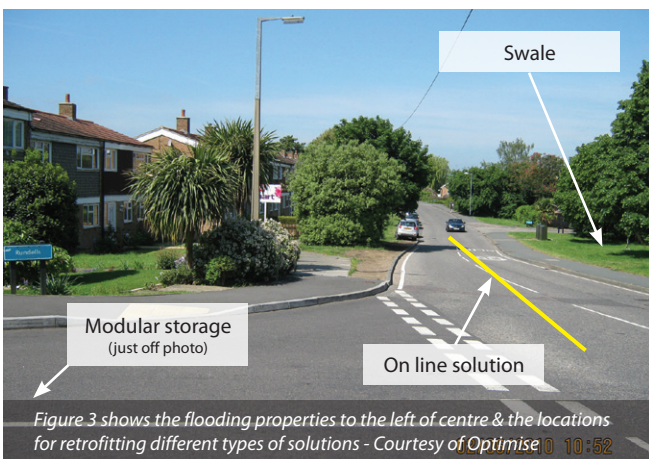 Swale
Modular storage
(just off photo)
On line solution
Figure 3 shows the flooding properties to the left of centre & the locations
for retrofitting different types of solutions - Courtesy of Optimise
2010 10:52